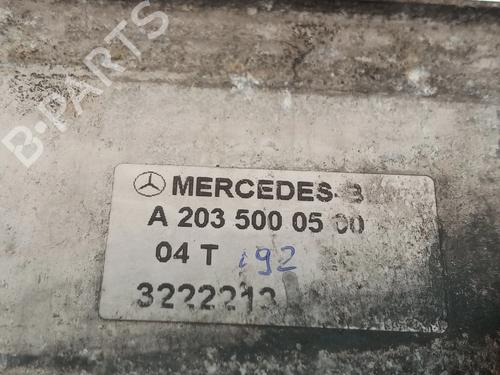 B-PARTS
MERCEDES-B
A 203 500 05 00
04 T 192
3222213